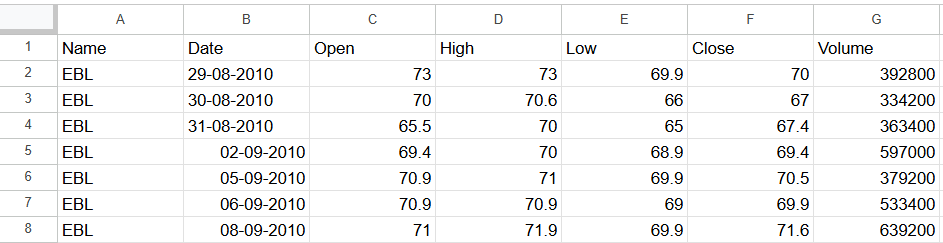 A B C D E F G
1 Name Date Open High Low Close Volume
2 EBL 29-08-2010 73 73 69.9 70 392800
3 EBL 30-08-2010 70 70.6 66 67 334200
4 EBL 31-08-2010 65.5 70 65 67.4 363400
5 EBL 02-09-2010 69.4 70 68.9 69.4 597000
6 EBL 05-09-2010 70.9 71 69.9 70.5 379200
7 EBL 06-09-2010 70.9 70.9 69 69.9 533400
8 EBL 08-09-2010 71 71.9 69.9 71.6 639200